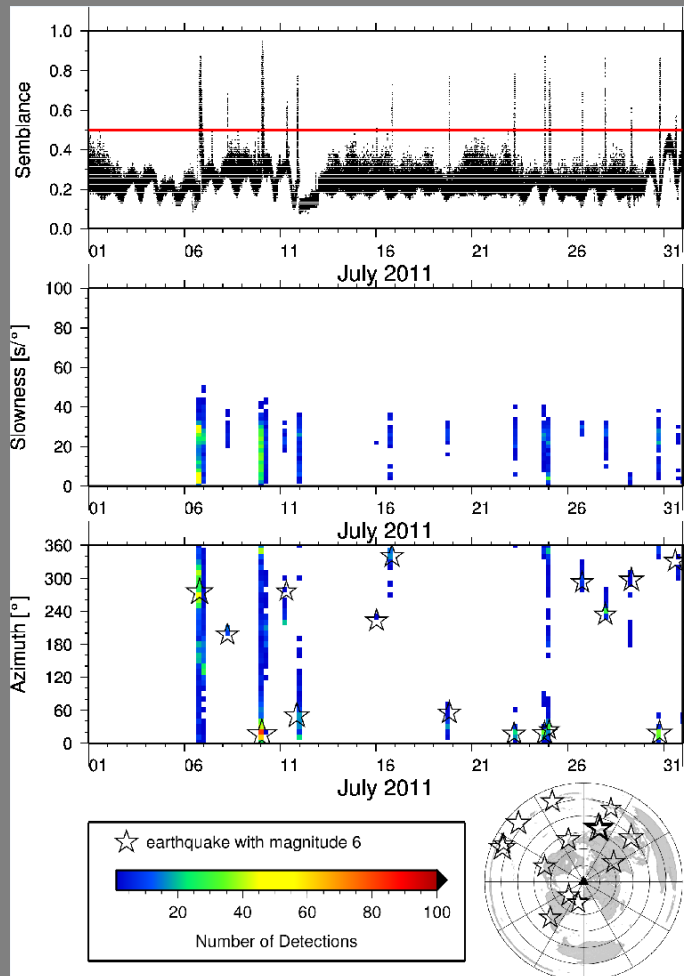 Semblance
1.0
0.8
0.6
0.4
0.2
0.0
01 06 11 16 21 26 31
July 2011
Slowness [s/°]
100
80
60
40
20
0
01 06 11 16 21 26 31
July 2011
Azimuth [°]
360
300
240
180
120
60
0
01 06 11 16 21 26 31
July 2011
earthquake with magnitude 6
20 40 60 80 100
Number of Detections